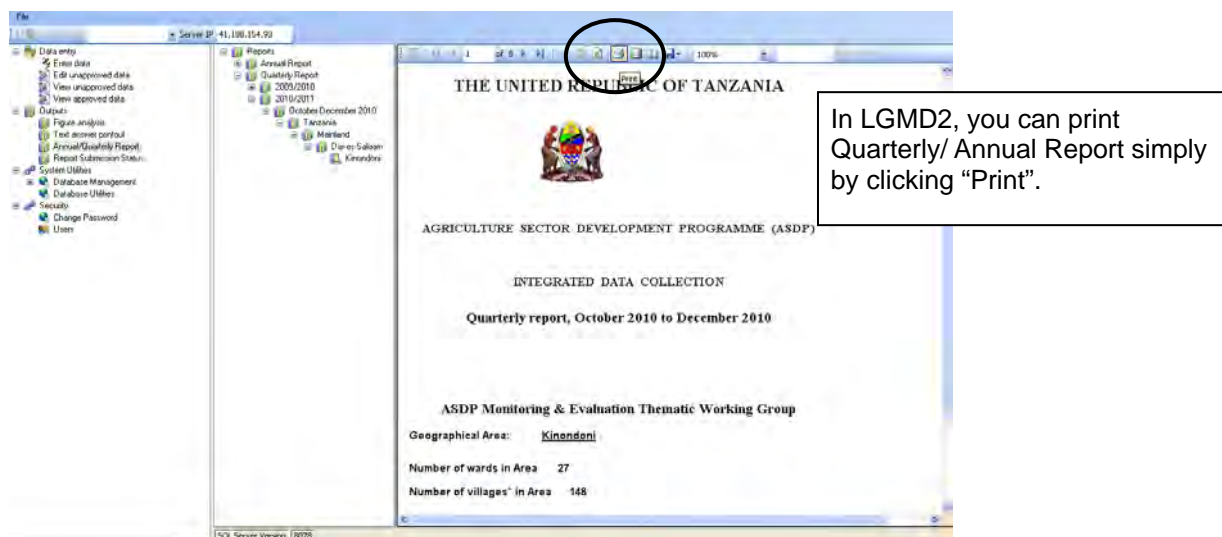 File
Server IP 41.188.154.93
Data entry
Enter data
Edit unapproved data
View unapproved data
View approved data
Outputs
Figure analysis
Text answer portoul
Annual/Quarterly Report
Report Submission Status
System Utilities
Database Management
Database Utilities
Security
Change Password
Users
Reports
Annual Report
Quarterly Report
2009/2010
2010/2011
October-December 2010
Tanzania
Mainland
Dar es Salaam
Kinondoni
SQL Server Version 8028
1 of 8 100%
Print
THE UNITED REPUBLIC OF TANZANIA
AGRICULTURE SECTOR DEVELOPMENT PROGRAMME (ASDP)
INTEGRATED DATA COLLECTION
Quarterly report, October 2010 to December 2010
ASDP Monitoring & Evaluation Thematic Working Group
Geographical Area: Kinondoni
Number of wards in Area 27
Number of villages* in Area 148
In LGMD2, you can print
Quarterly/ Annual Report simply
by clicking “Print”.